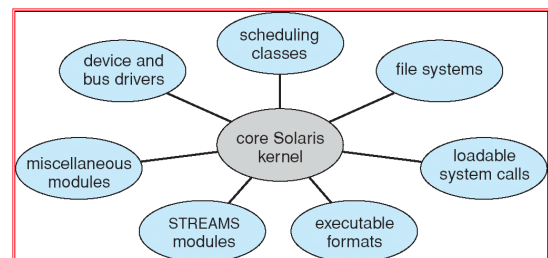 scheduling
classes
device and
bus drivers
file systems
core Solaris
kernel
miscellaneous
modules
loadable
system calls
STREAMS
modules
executable
formats